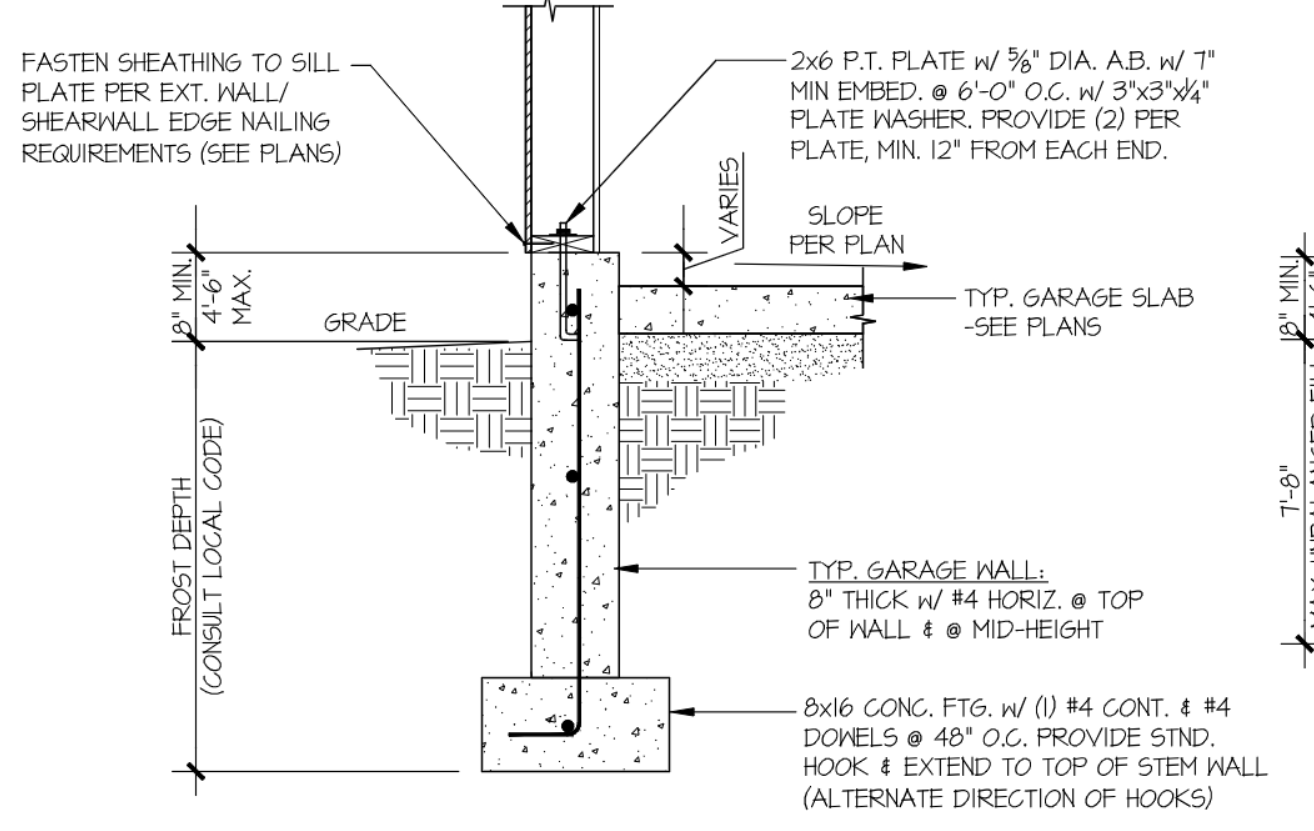 FASTEN SHEATHING TO SILL
PLATE PER EXT. WALL/
SHEARWALL EDGE NAILING
REQUIREMENTS (SEE PLANS)
2x6 P.T. PLATE w/ 5/8" DIA. A.B. w/ 7"
MIN EMBED. @ 6'-0" O.C. w/ 3"x3"x1/4"
PLATE WASHER. PROVIDE (2) PER
PLATE, MIN. 12" FROM EACH END.
VARIES
SLOPE
PER PLAN
8" MIN.
4'-6"
MAX.
GRADE
TYP. GARAGE SLAB
-SEE PLANS
8" MIN.
FROST DEPTH
(CONSULT LOCAL CODE)
7'-8"
TYP. GARAGE WALL:
8" THICK w/ #4 HORIZ. @ TOP
OF WALL & @ MID-HEIGHT
8x16 CONC. FTG. w/ (1) #4 CONT. & #4
DOWELS @ 48" O.C. PROVIDE STND.
HOOK & EXTEND TO TOP OF STEM WALL
(ALTERNATE DIRECTION OF HOOKS)